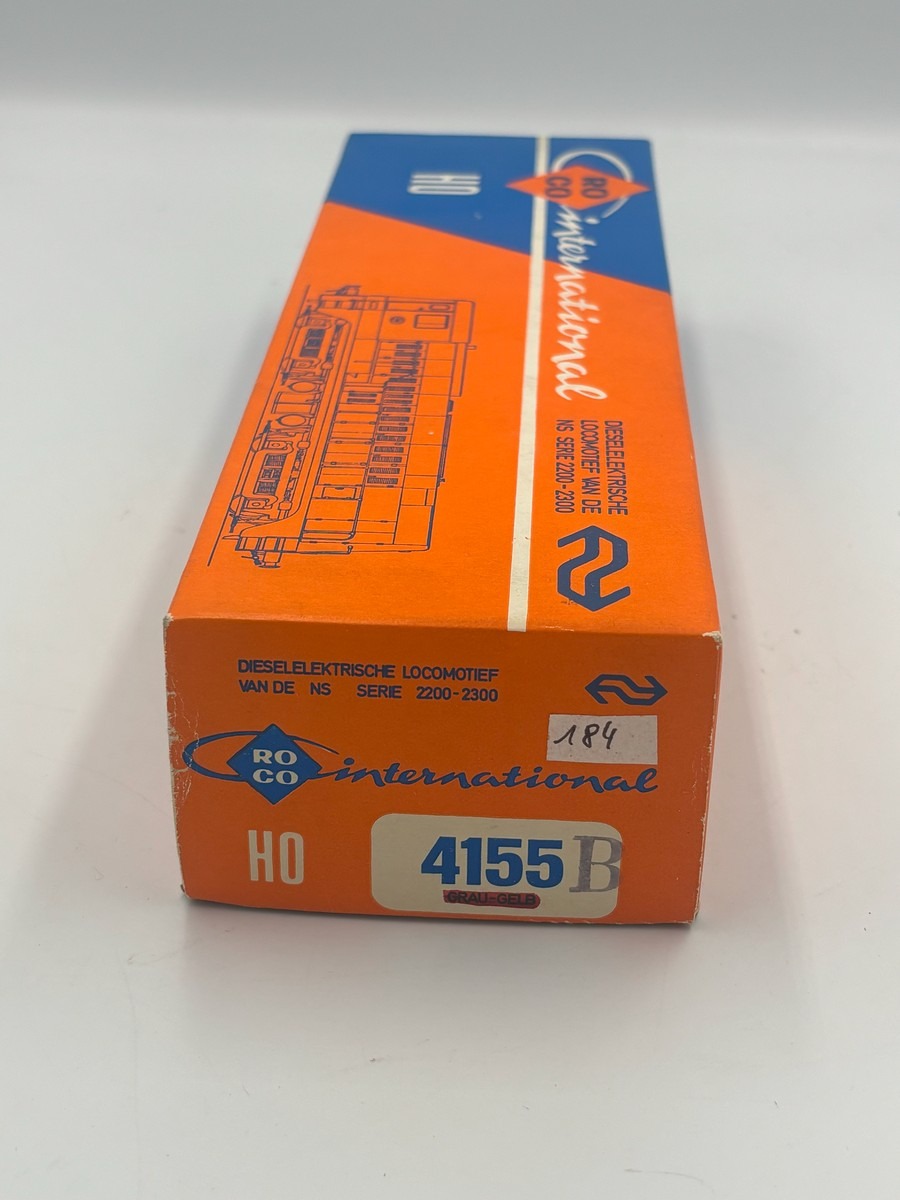 HO
RO
CO
international
DIESELELEKTRISCHE
LOCOMOTIEF VAN DE
NS SERIE 2200-2300
DIESELELEKTRISCHE LOCOMOTIEF
VAN DE NS SERIE 2200-2300
184
RO
CO
international
HO
4155 B
GRAU-GELB